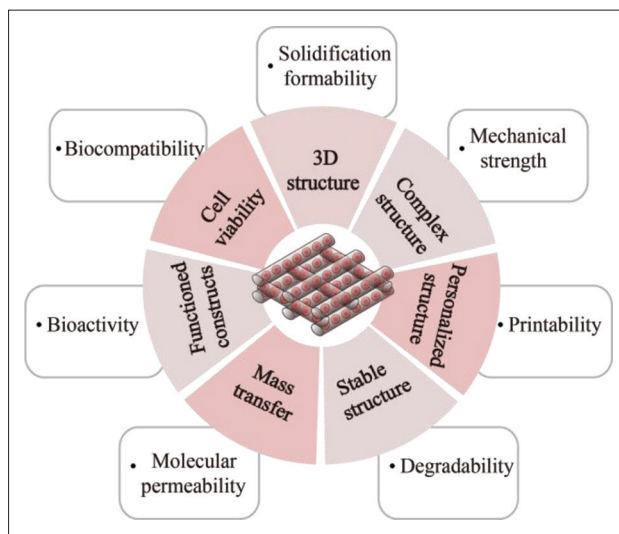 • Solidification
formability
• Mechanical
strength
• Printability
• Degradability
• Molecular
permeability
• Bioactivity
• Biocompatibility
3D
structure
Complex
structure
Personalized
structure
Stable
structure
Mass
transfer
Functioned
constructs
Cell
viability